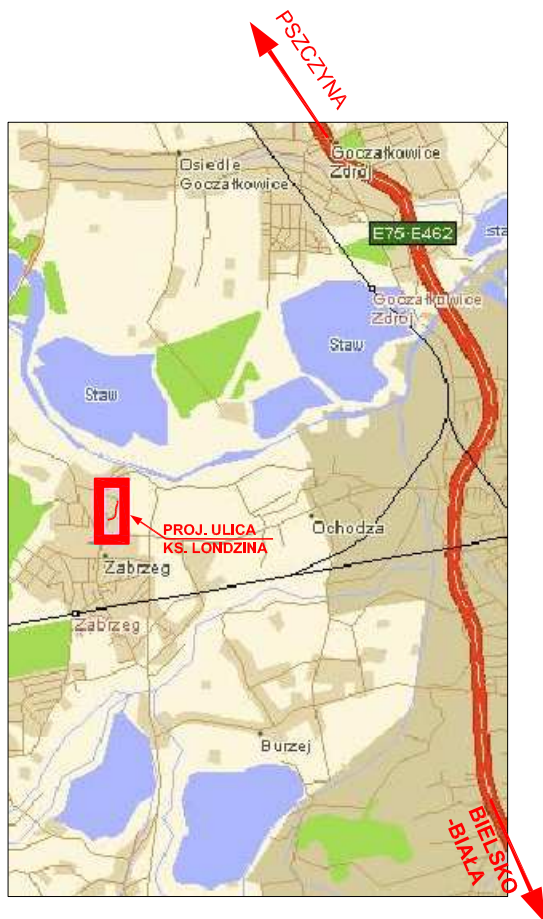 PSZCZYNA
Goczałkowice
Zdrój
Osiedle
Goczałkowice
E75-E462
sta
Goczałkowice
Zdrój
Staw
Staw
PROJ. ULICA
KS. LONDZINA
Ochodza
Zabrzeg
Zabrzeg
Burzej
BIELSKO
-BIAŁA